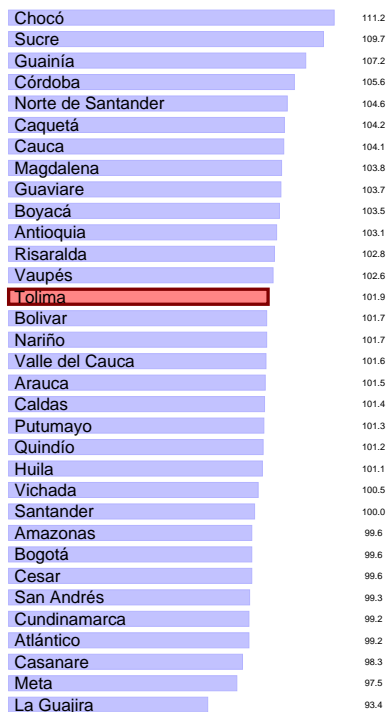 Chocó 111.2
Sucre 109.7
Guainía 107.2
Córdoba 105.6
Norte de Santander 104.6
Caquetá 104.2
Cauca 104.1
Magdalena 103.8
Guaviare 103.7
Boyacá 103.5
Antioquia 103.1
Risaralda 102.8
Vaupés 102.6
Tolima 101.9
Bolivar 101.7
Nariño 101.7
Valle del Cauca 101.6
Arauca 101.5
Caldas 101.4
Putumayo 101.3
Quindío 101.2
Huila 101.1
Vichada 100.5
Santander 100.0
Amazonas 99.6
Bogotá 99.6
Cesar 99.6
San Andrés 99.3
Cundinamarca 99.2
Atlántico 99.2
Casanare 98.3
Meta 97.5
La Guajira 93.4